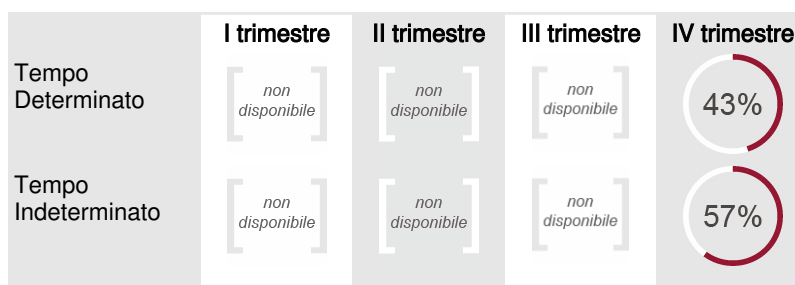 I trimestre II trimestre III trimestre IV trimestre
Tempo
Determinato
non
disponibile
non
disponibile
non
disponibile
43%
Tempo
Indeterminato
non
disponibile
non
disponibile
non
disponibile
57%